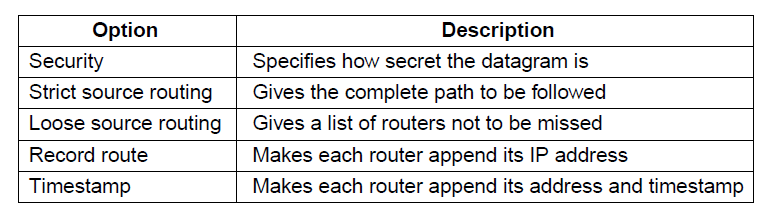 Option Description
Security Specifies how secret the datagram is
Strict source routing Gives the complete path to be followed
Loose source routing Gives a list of routers not to be missed
Record route Makes each router append its IP address
Timestamp Makes each router append its address and timestamp